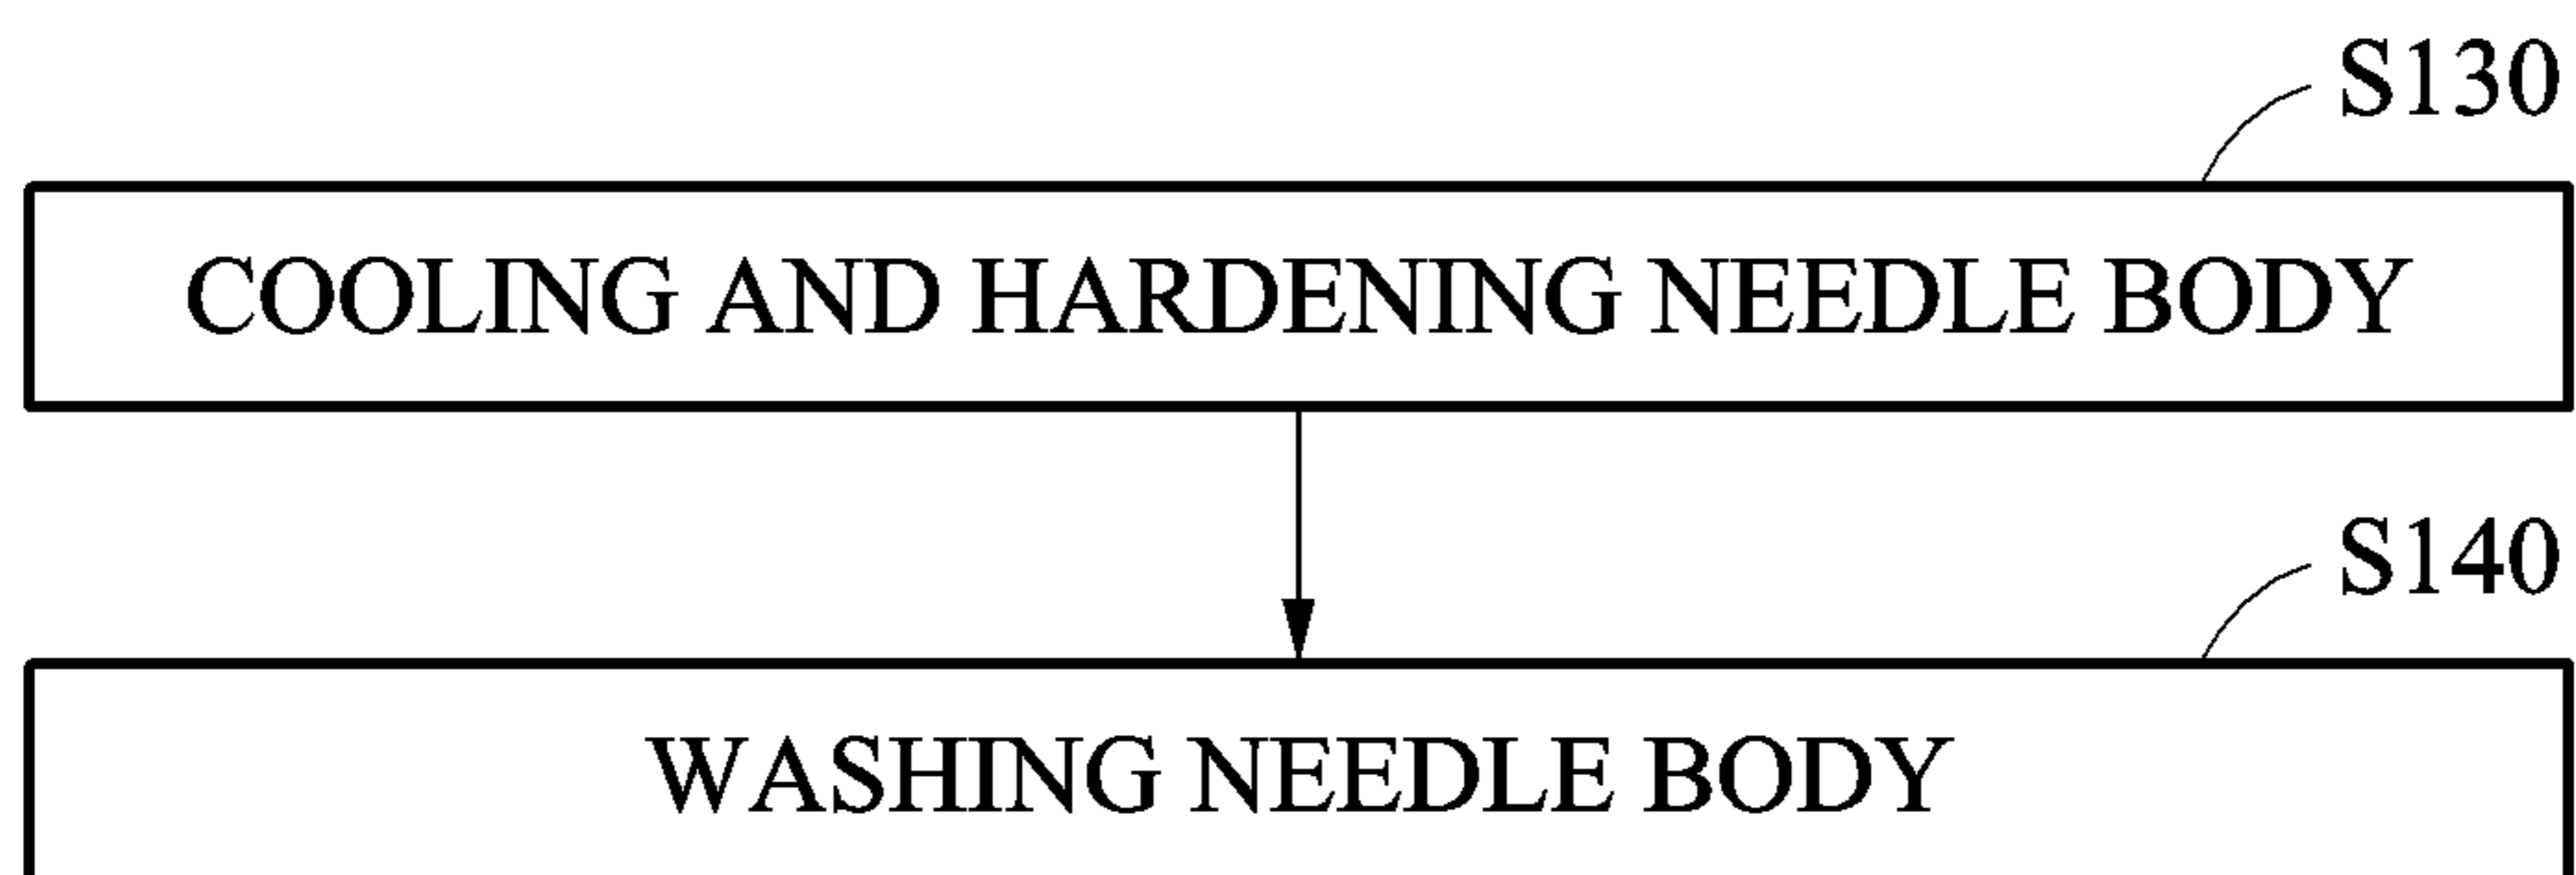 S130
COOLING AND HARDENING NEEDLE BODY
S140
WASHING NEEDLE BODY